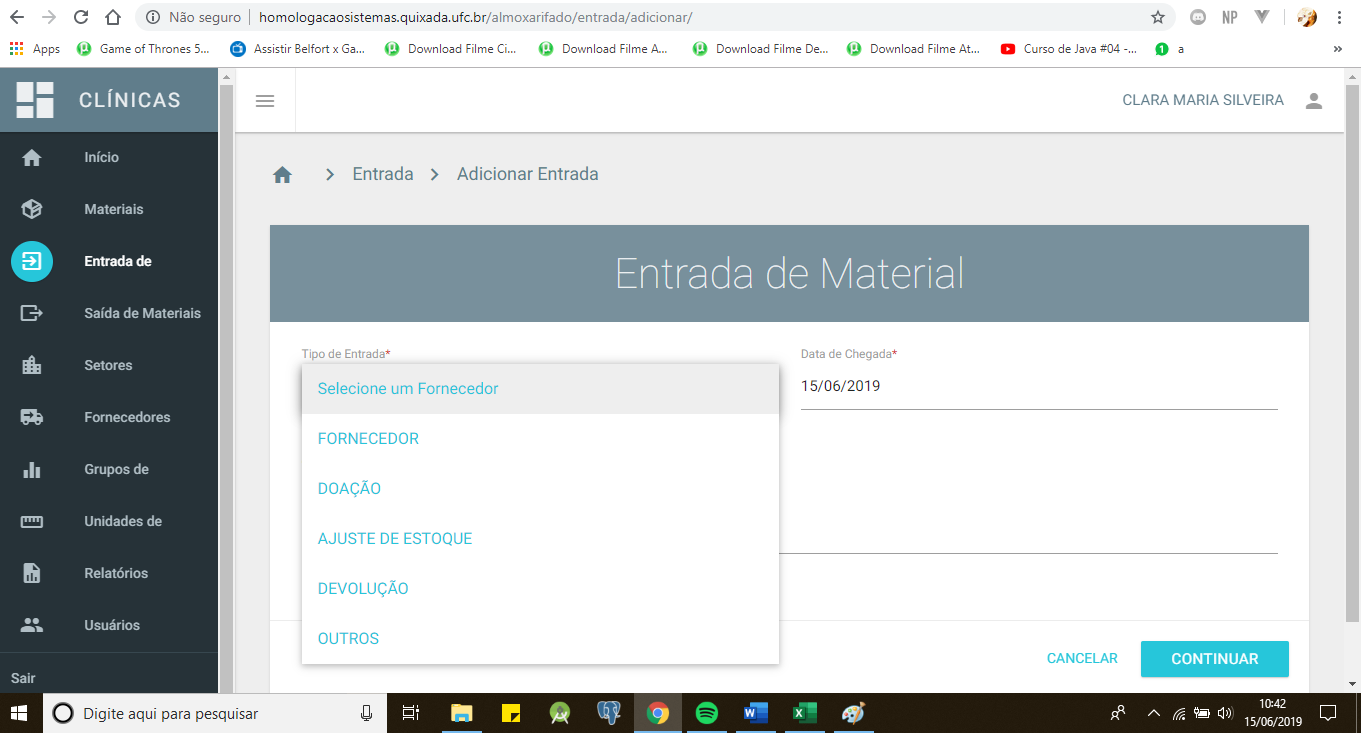 Não seguro | homologacaosistemas.quixada.ufc.br/almoxarifado/entrada/adicionar/ NP
Apps Game of Thrones 5... Assistir Belfort x Ga... Download Filme Ci... Download Filme A... Download Filme De... Download Filme At... Curso de Java #04 -... 1 a »
CLÍNICAS
CLARA MARIA SILVEIRA
Início
Materiais
Entrada de
Saída de Materiais
Setores
Fornecedores
Grupos de
Unidades de
Relatórios
Usuários
Sair
Entrada
Adicionar Entrada
Entrada de Material
Tipo de Entrada*
Selecione um Fornecedor
FORNECEDOR
DOAÇÃO
AJUSTE DE ESTOQUE
DEVOLUÇÃO
OUTROS
Data de Chegada*
15/06/2019
CANCELAR
CONTINUAR
Digite aqui para pesquisar
10:42
15/06/2019